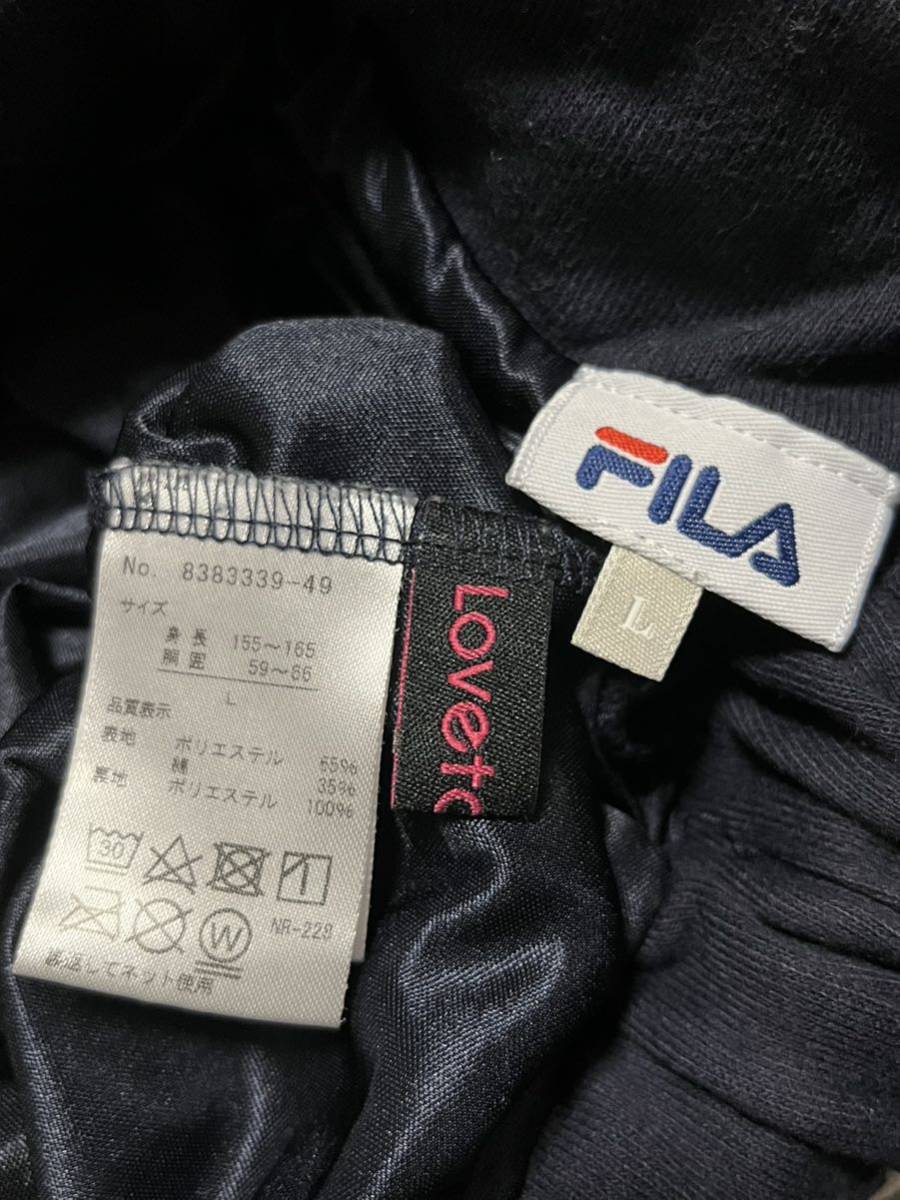 No. 8383339-49
サイズ
身長 155~165
胴囲 59~66
L
品質表示
表地 ポリエステル 65%
綿 35%
裏地 ポリエステル 100%
30
W
NR-228
裏返してネット使用
Loveto
FILA
L